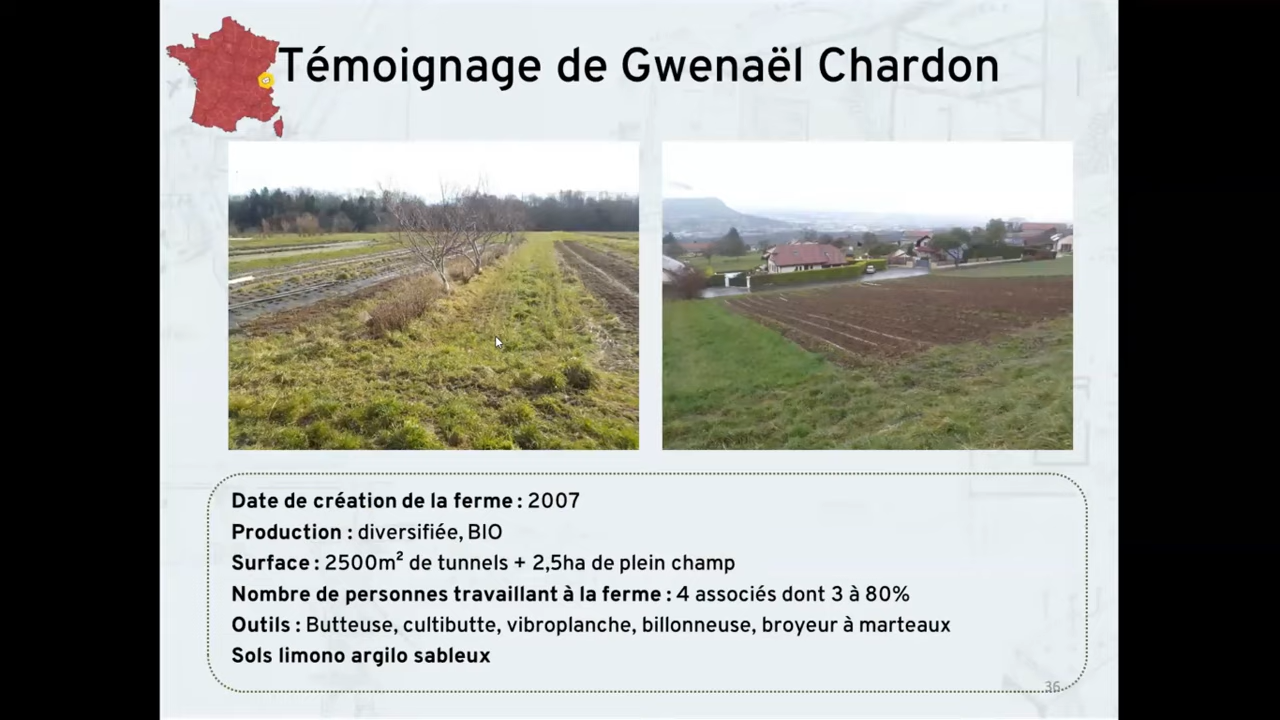 Témoignage de Gwenaël Chardon
Date de création de la ferme : 2007
Production : diversifiée, BIO
Surface : 2500m² de tunnels + 2,5ha de plein champ
Nombre de personnes travaillant à la ferme : 4 associés dont 3 à 80%
Outils : Butteuse, cultibutte, vibroplanche, billonneuse, broyeur à marteaux
Sols limono argilo sableux
36